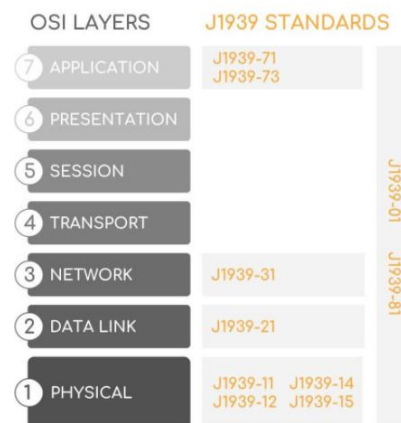 OSI LAYERS J1939 STANDARDS
7 APPLICATION J1939-71
J1939-73
6 PRESENTATION
5 SESSION
4 TRANSPORT
3 NETWORK J1939-31
2 DATA LINK J1939-21
1 PHYSICAL J1939-11 J1939-14
J1939-12 J1939-15
J1939-01 J1939-81